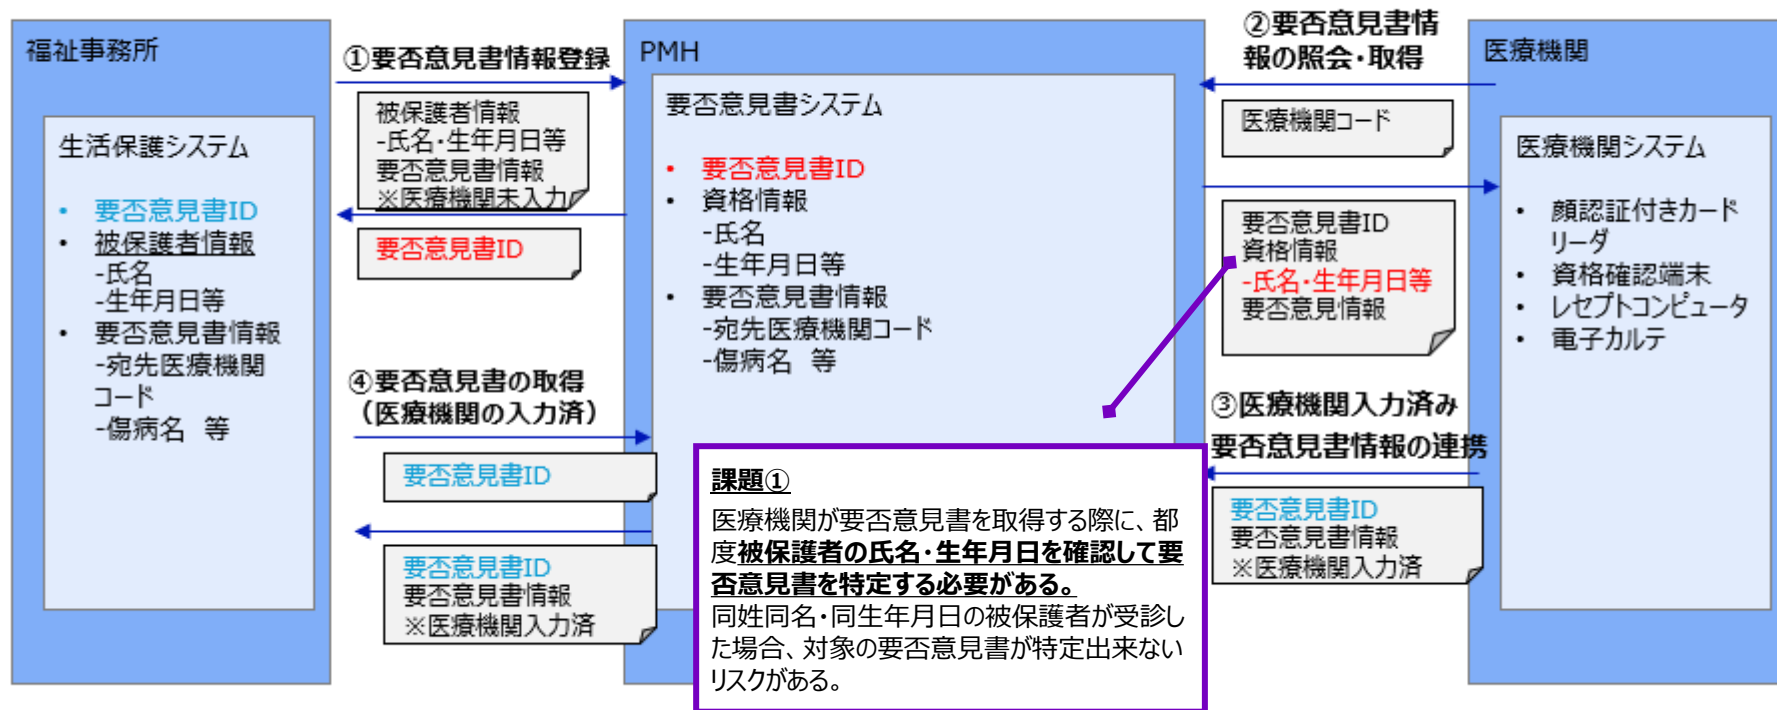 福祉事務所
生活保護システム
• 要否意見書ID
• 被保護者情報
-氏名
-生年月日等
• 要否意見書情報
-宛先医療機関
コード
-傷病名 等
①要否意見書情報登録
被保護者情報
-氏名・生年月日等
要否意見書情報
※医療機関未入力
要否意見書ID
④要否意見書の取得
（医療機関の入力済）
要否意見書ID
要否意見書ID
要否意見書情報
※医療機関入力済
PMH
要否意見書システム
• 要否意見書ID
• 資格情報
-氏名
-生年月日等
• 要否意見書情報
-宛先医療機関コード
-傷病名 等
課題①
医療機関が要否意見書を取得する際に、都
度被保護者の氏名・生年月日を確認して要
否意見書を特定する必要がある。
同姓同名・同生年月日の被保護者が受診し
た場合、対象の要否意見書が特定出来ない
リスクがある。
②要否意見書情
報の照会・取得
医療機関コード
要否意見書ID
資格情報
-氏名・生年月日等
要否意見情報
③医療機関入力済み
要否意見書情報の連携
要否意見書ID
要否意見書情報
※医療機関入力済
医療機関
医療機関システム
• 顔認証付きカード
リーダ
• 資格確認端末
• レセプトコンピュータ
• 電子カルテ